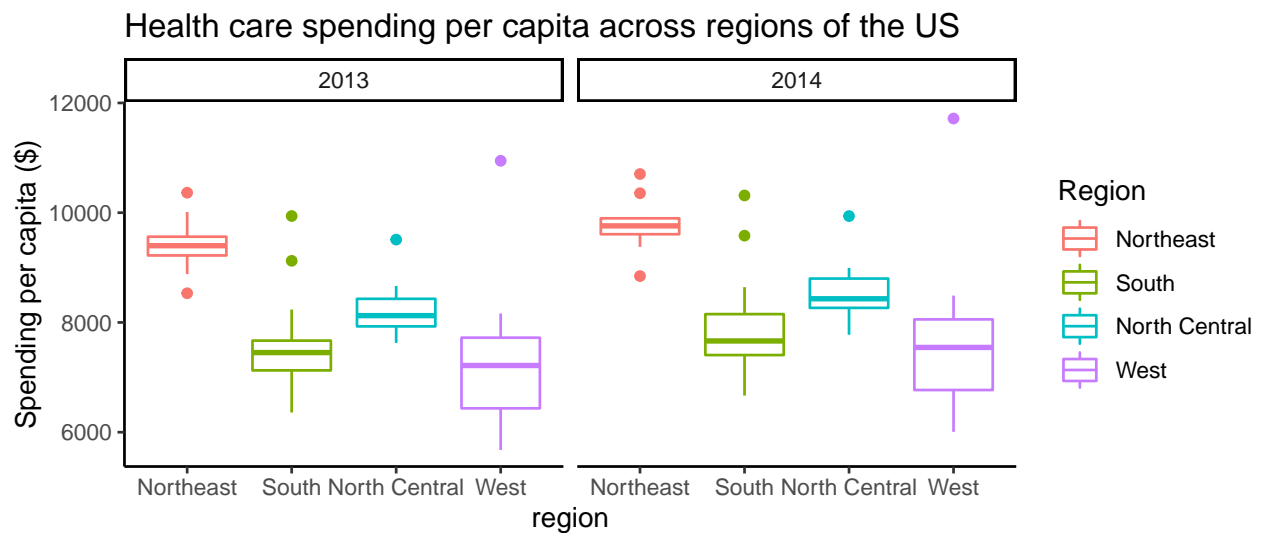 Health care spending per capita across regions of the US
2013 2014
12000
10000
8000
6000
Spending per capita ($)
Northeast South North Central West Northeast South North Central West
region
Region
Northeast
South
North Central
West